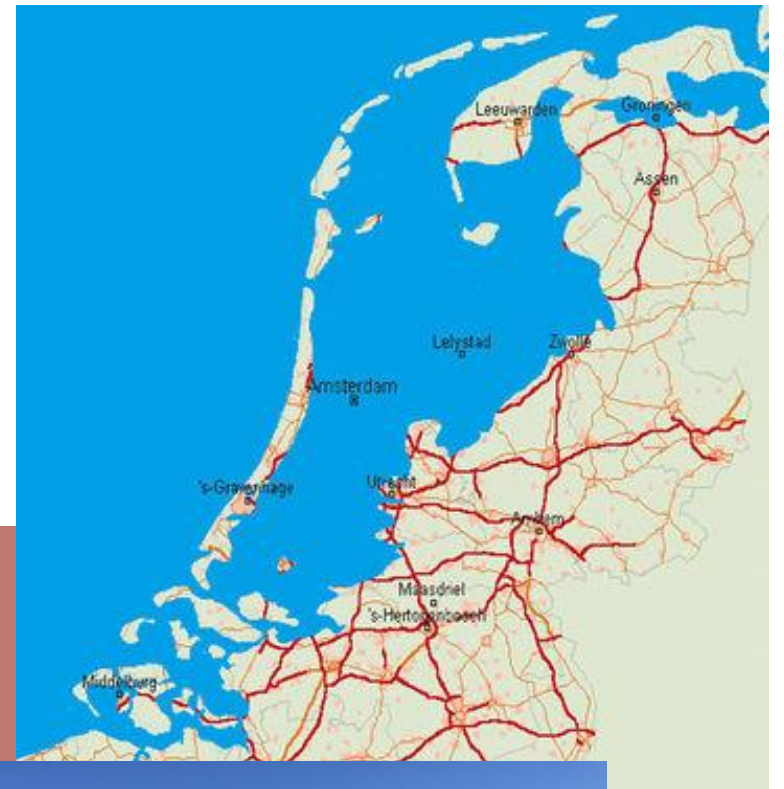 Leeuwarden
Groningen
Assen
Lelystad
Zwolle
Amsterdam
's-Gravenhage
Utrecht
Arnhem
Maasdriel
's-Hertogenbosch
Middelburg